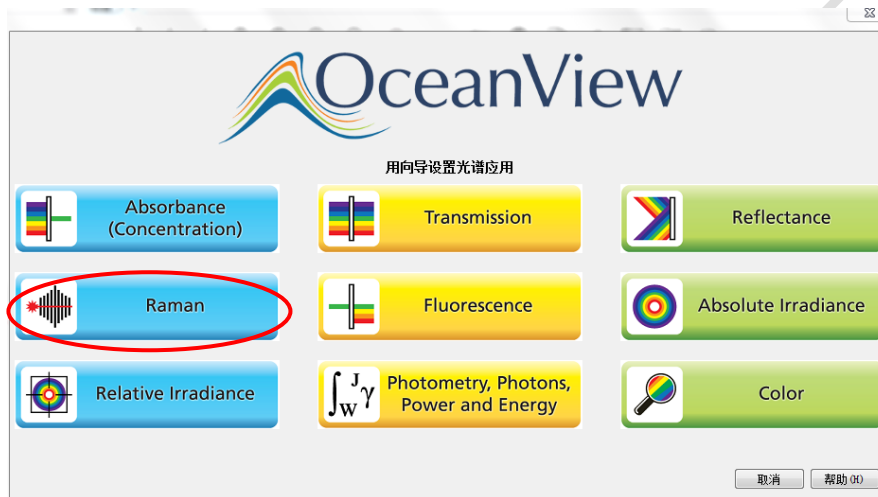 OceanView
用向导设置光谱应用
Absorbance
(Concentration)
Transmission
Reflectance
Raman
Fluorescence
Absolute Irradiance
Relative Irradiance
∫ J W γ
Photometry, Photons,
Power and Energy
Color
取消
帮助(H)